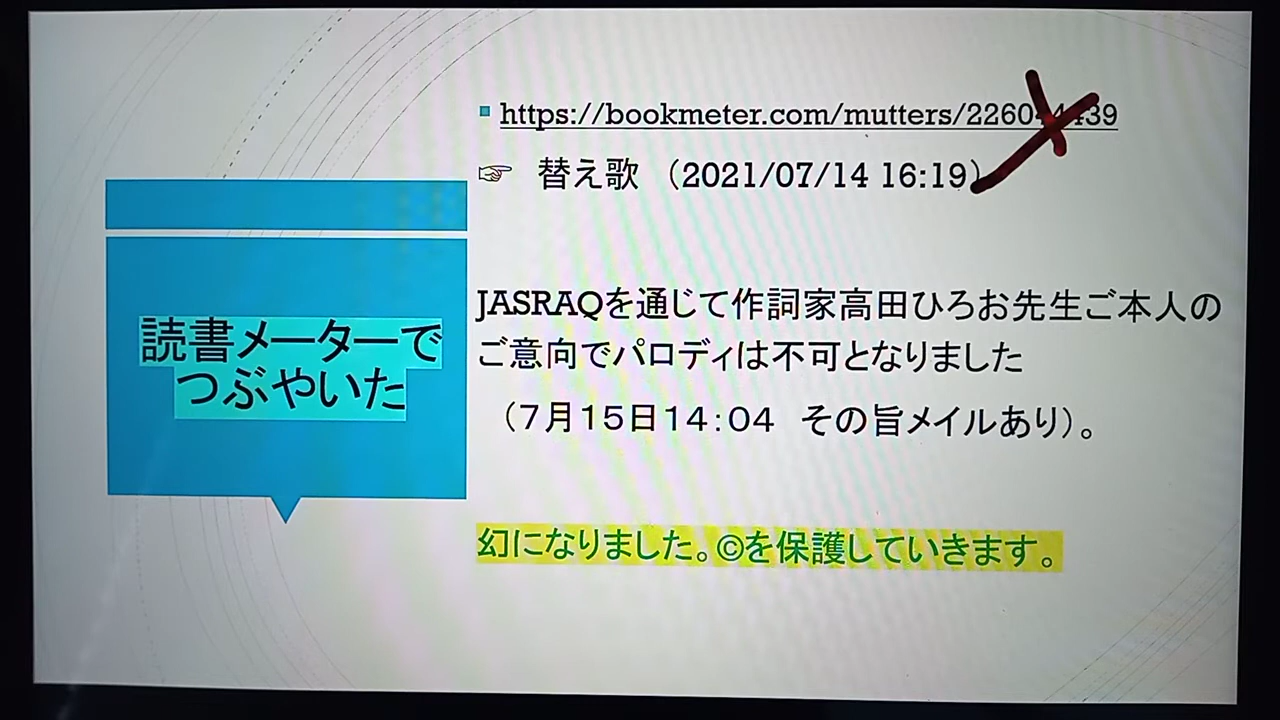 読書メーターで
つぶやいた
https://bookmeter.com/mutters/226044439
☞ 替え歌 （2021/07/14 16:19）
JASRAQを通じて作詞家高田ひろお先生ご本人の
ご意向でパロディは不可となりました
（７月１５日１４：０４ その旨メイルあり）。
幻になりました。©を保護していきます。